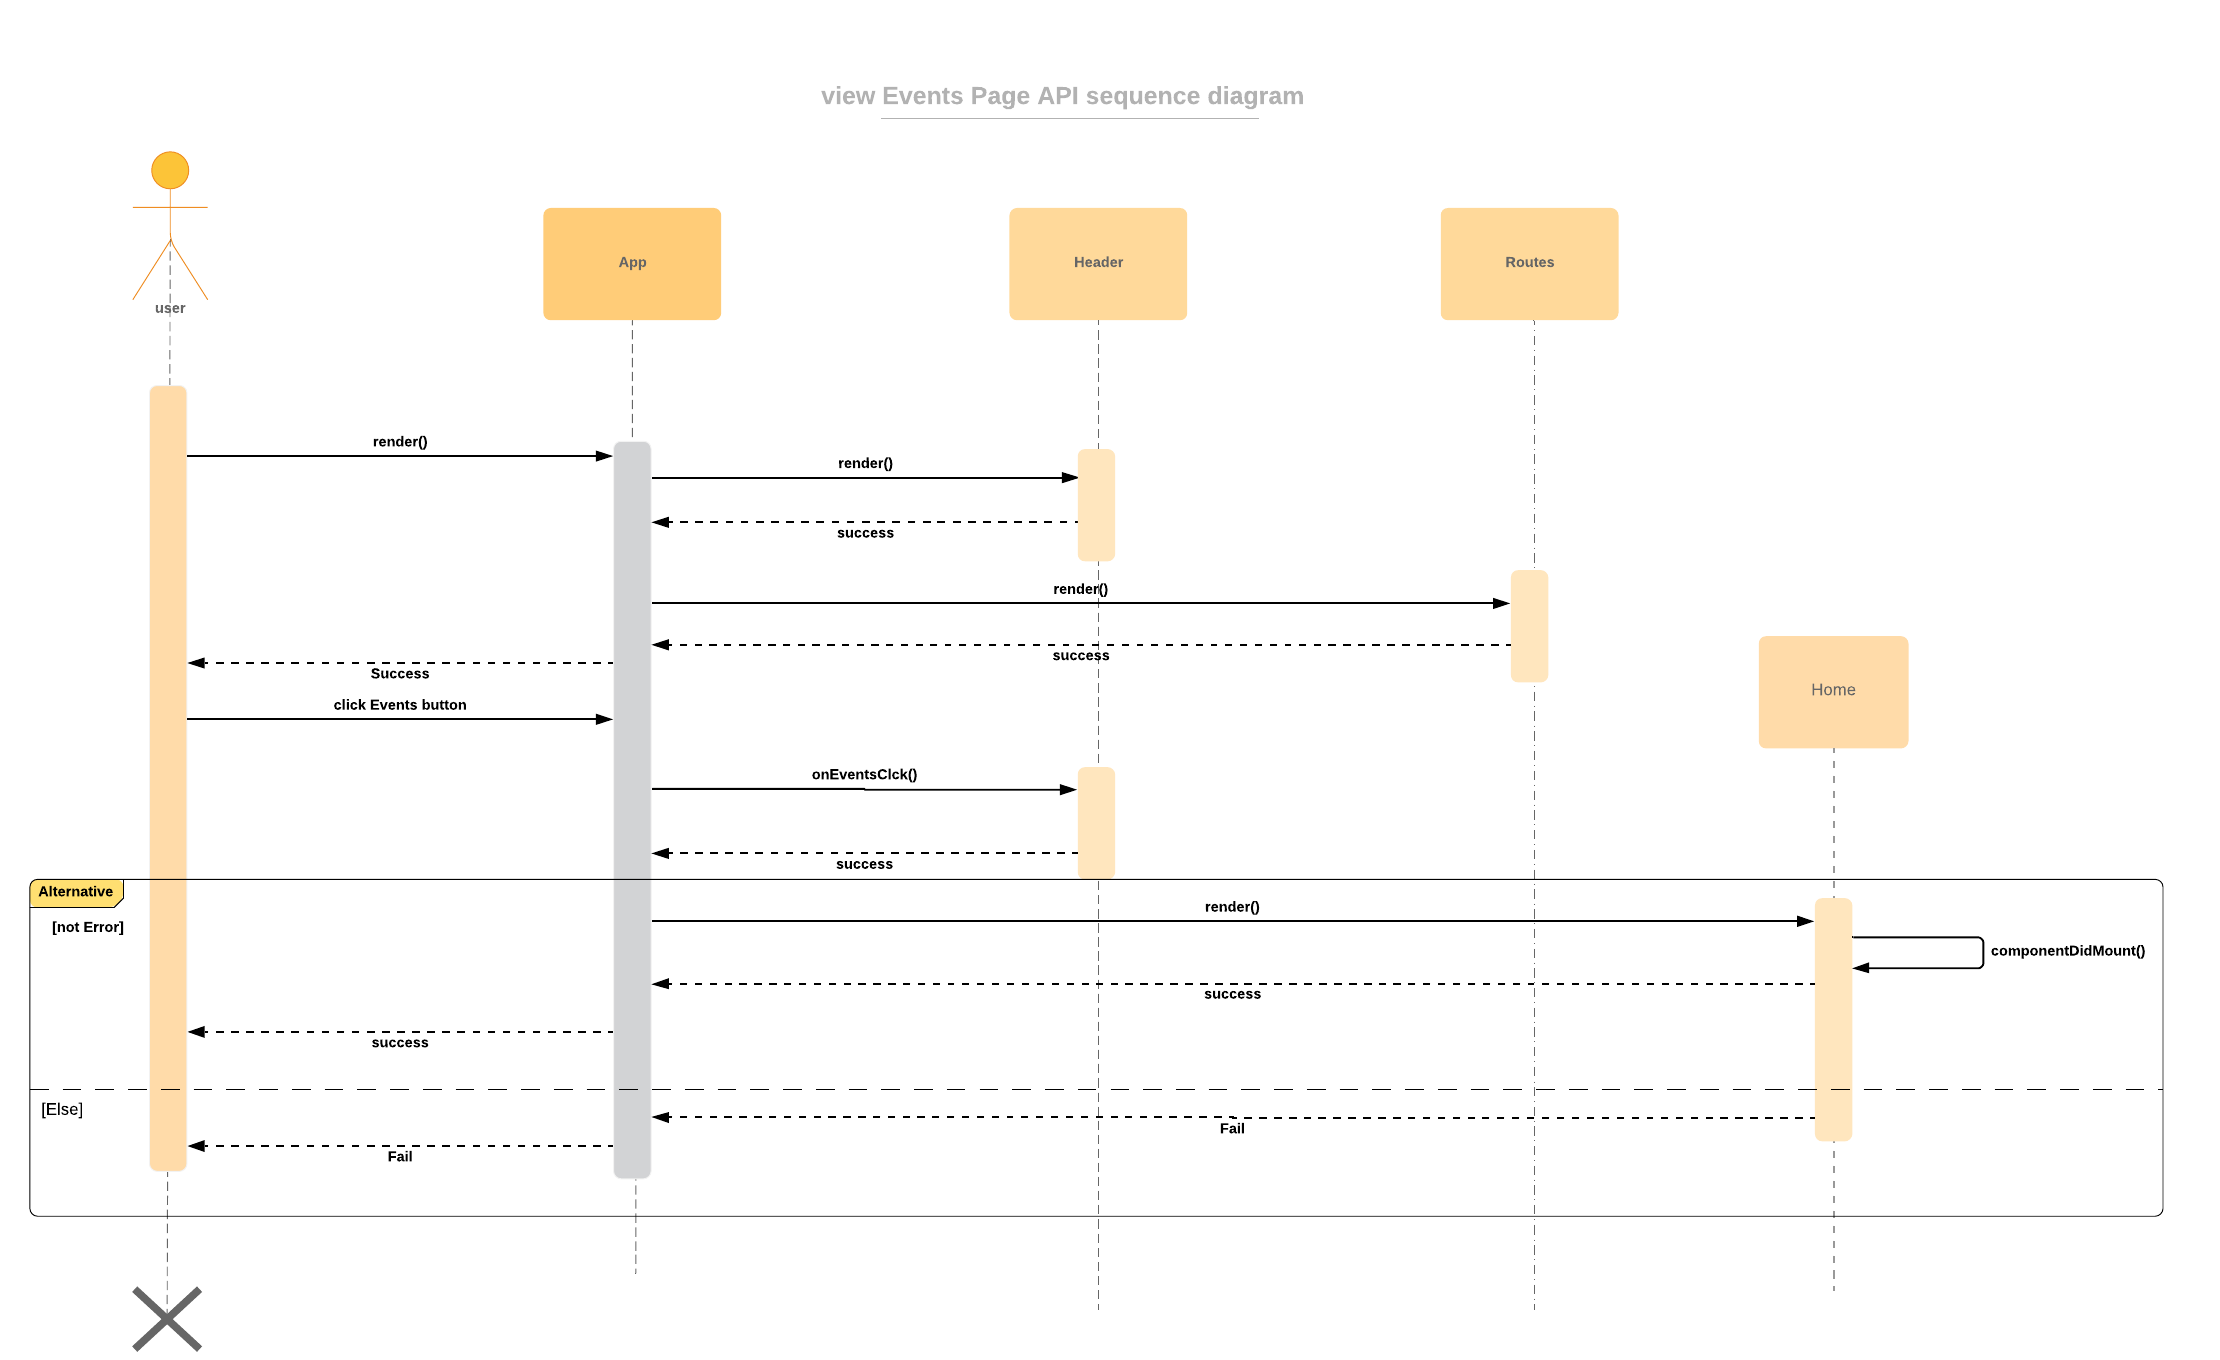 view Events Page API sequence diagram
user
App
Header
Routes
render()
render()
success
render()
success
Success
Home
click Events button
onEventsClck()
success
Alternative
[not Error]
render()
componentDidMount()
success
success
[Else]
Fail
Fail